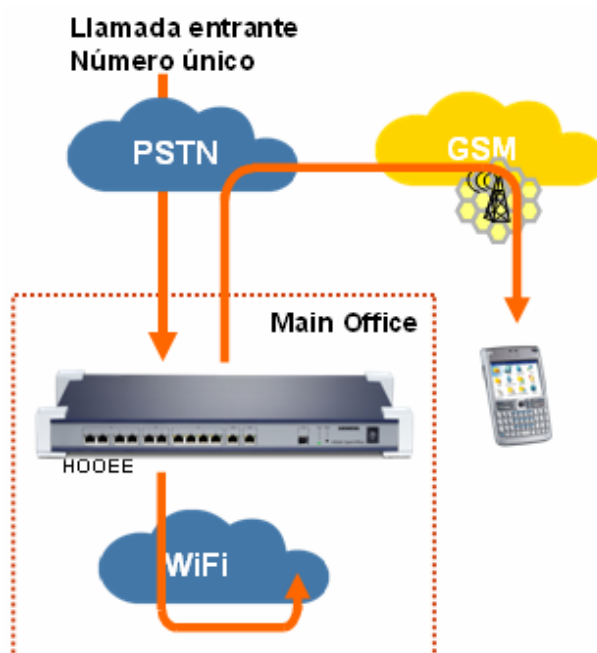 Llamada entrante
Número único
PSTN
GSM
Main Office
HOOEE
WiFi